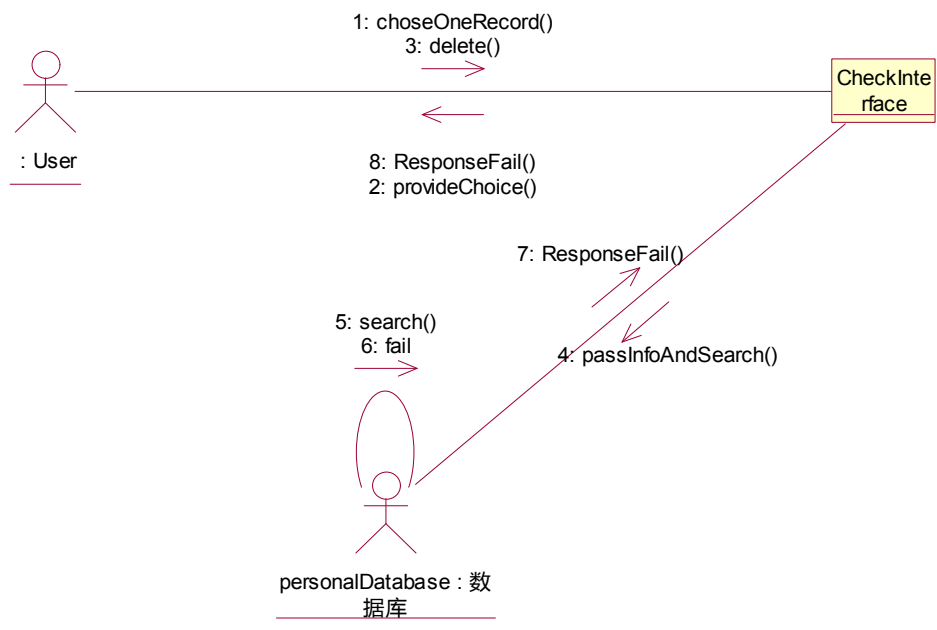 1: choseOneRecord()
3: delete()
CheckInte
rface
: User
8: ResponseFail()
2: provideChoice()
7: ResponseFail()
5: search()
6: fail
4: passInfoAndSearch()
personalDatabase : 数
据库